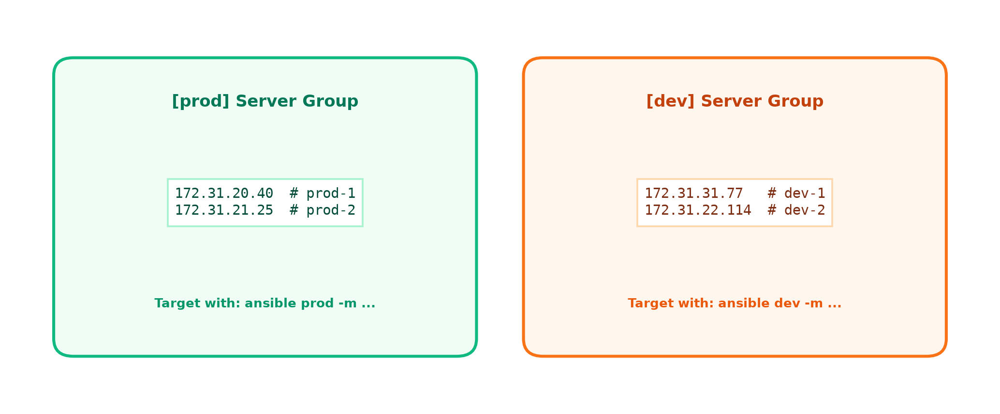 [prod] Server Group
172.31.20.40  # prod-1
172.31.21.25  # prod-2
Target with: ansible prod -m ...
[dev] Server Group
172.31.31.77   # dev-1
172.31.22.114  # dev-2
Target with: ansible dev -m ...